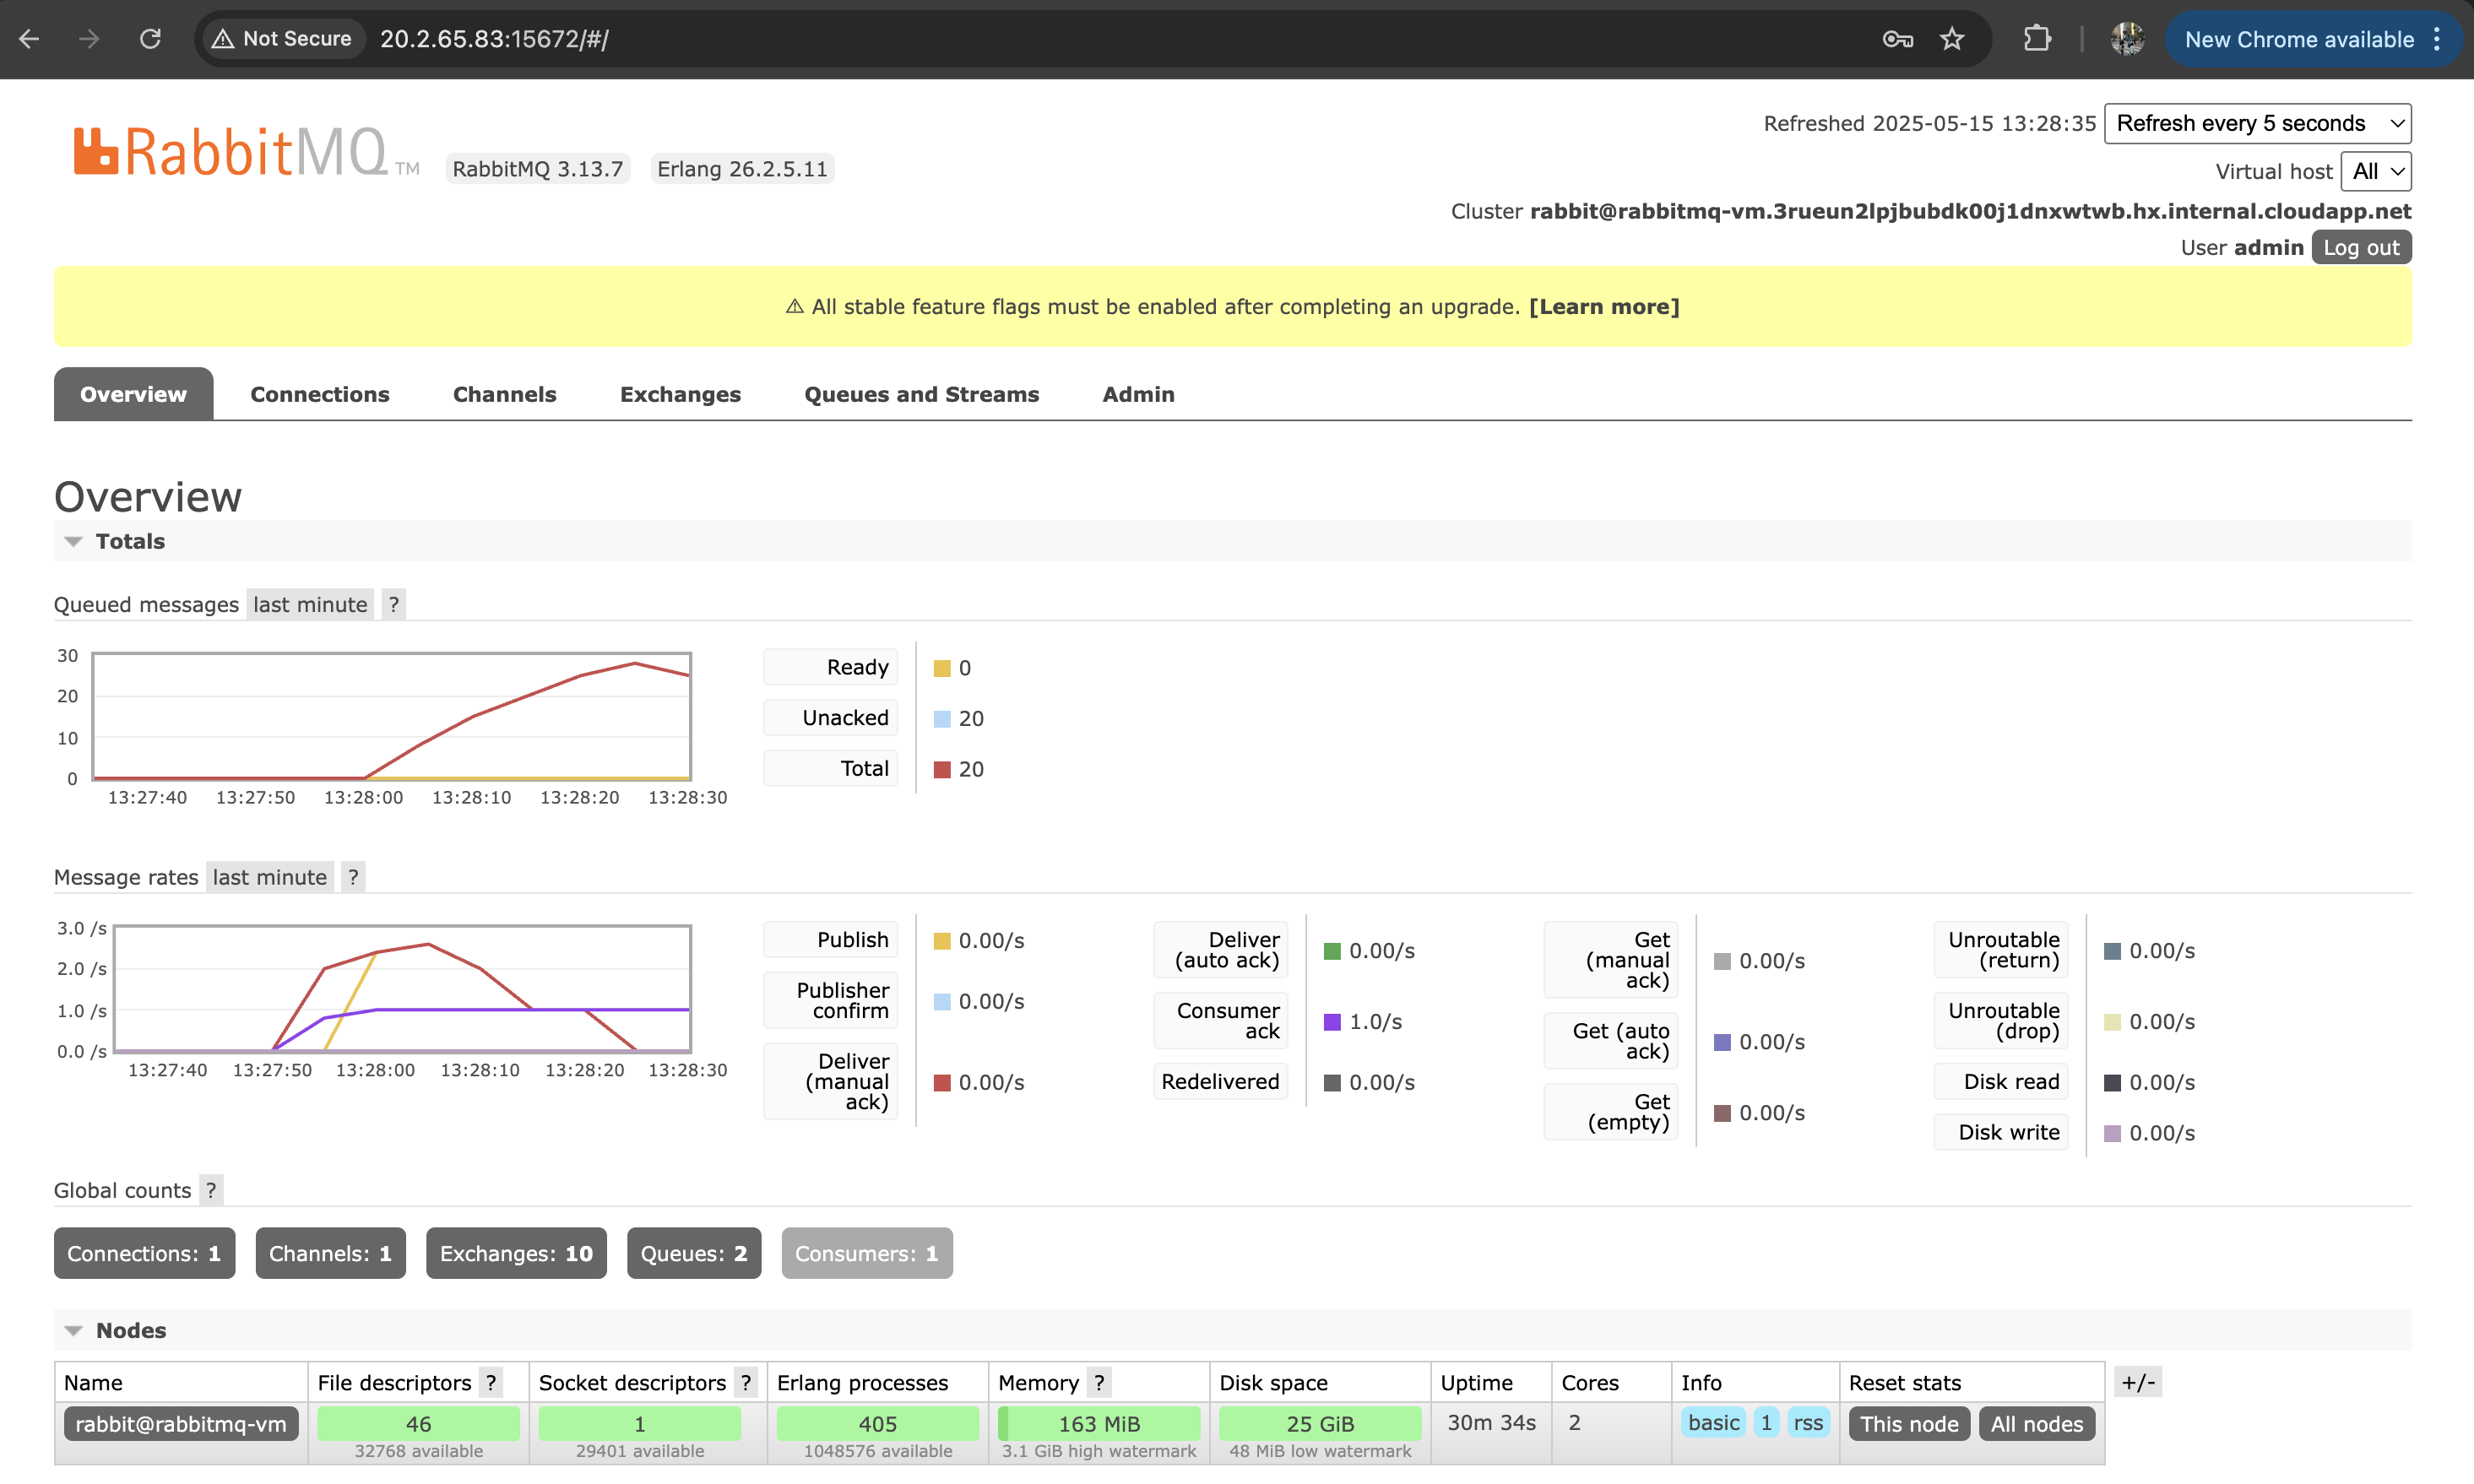 Not Secure 20.2.65.83:15672/#/ New Chrome available
RabbitMQ TM RabbitMQ 3.13.7 Erlang 26.2.5.11
Refreshed 2025-05-15 13:28:35 Refresh every 5 seconds
Virtual host All
Cluster rabbit@rabbitmq-vm.3rueun2lpjbubdk00j1dnxwtwb.hx.internal.cloudapp.net
User admin Log out
⚠ All stable feature flags must be enabled after completing an upgrade. [Learn more]
Overview Connections Channels Exchanges Queues and Streams Admin
Overview
Totals
Queued messages last minute ?
30
20
10
0
13:27:40 13:27:50 13:28:00 13:28:10 13:28:20 13:28:30
Ready 0
Unacked 20
Total 20
Message rates last minute ?
3.0 /s
2.0 /s
1.0 /s
0.0 /s
13:27:40 13:27:50 13:28:00 13:28:10 13:28:20 13:28:30
Publish 0.00/s
Publisher
confirm 0.00/s
Deliver
(manual
ack) 0.00/s
Deliver
(auto ack) 0.00/s
Consumer
ack 1.0/s
Redelivered 0.00/s
Get
(manual
ack) 0.00/s
Get (auto
ack) 0.00/s
Get
(empty) 0.00/s
Unroutable
(return) 0.00/s
Unroutable
(drop) 0.00/s
Disk read 0.00/s
Disk write 0.00/s
Global counts ?
Connections: 1 Channels: 1 Exchanges: 10 Queues: 2 Consumers: 1
Nodes
Name File descriptors ? Socket descriptors ? Erlang processes Memory ? Disk space Uptime Cores Info Reset stats +/-
rabbit@rabbitmq-vm 46 1 405 163 MiB 25 GiB 30m 34s 2 basic 1 rss This node All nodes
32768 available 29401 available 1048576 available 3.1 GiB high watermark 48 MiB low watermark